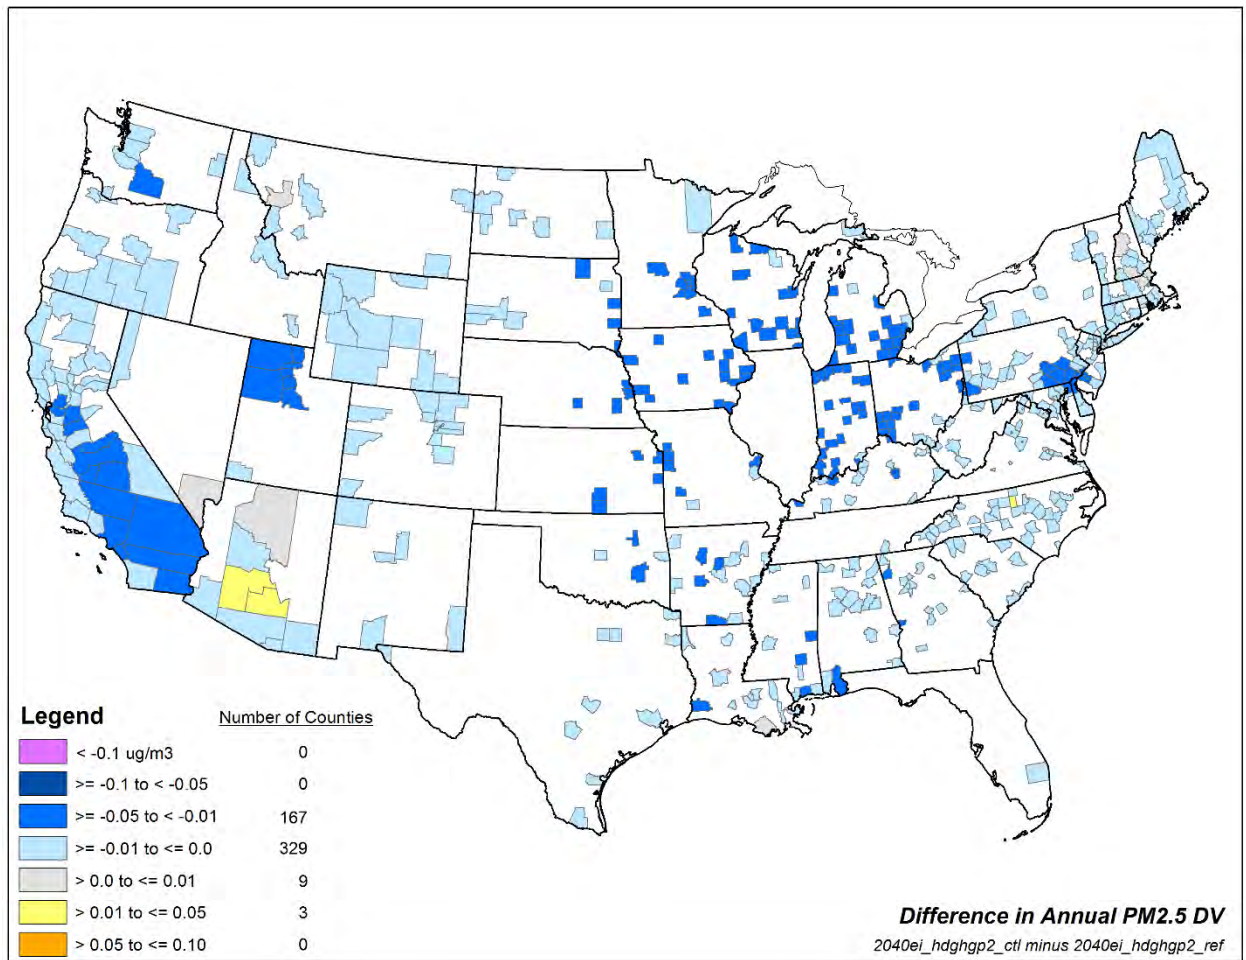 Legend Number of Counties
< -0.1 ug/m3 0
>= -0.1 to < -0.05 0
>= -0.05 to < -0.01 167
>= -0.01 to <= 0.0 329
> 0.0 to <= 0.01 9
> 0.01 to <= 0.05 3
> 0.05 to <= 0.10 0
Difference in Annual PM2.5 DV
2040ei_hdghgp2_ctl minus 2040ei_hdghgp2_ref